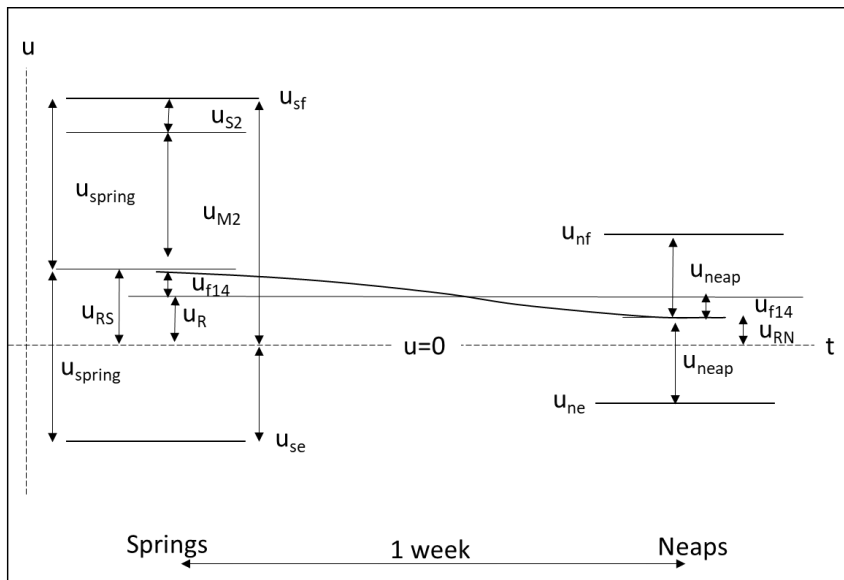 u
u_sf
u_S2
u_spring
u_M2
u_nf
u_neap
u_f14
u_f14
u_RS
u_R
u_RN
u=0
t
u_spring
u_neap
u_ne
u_se
Springs
1 week
Neaps